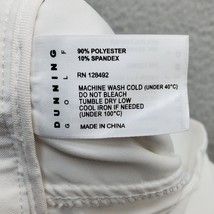 DUNNING
GOLF
90% POLYESTER
10% SPANDEX
RN 128492
MACHINE WASH COLD (UNDER 40°C)
DO NOT BLEACH
TUMBLE DRY LOW
COOL IRON IF NEEDED
(UNDER 100°C)
MADE IN CHINA